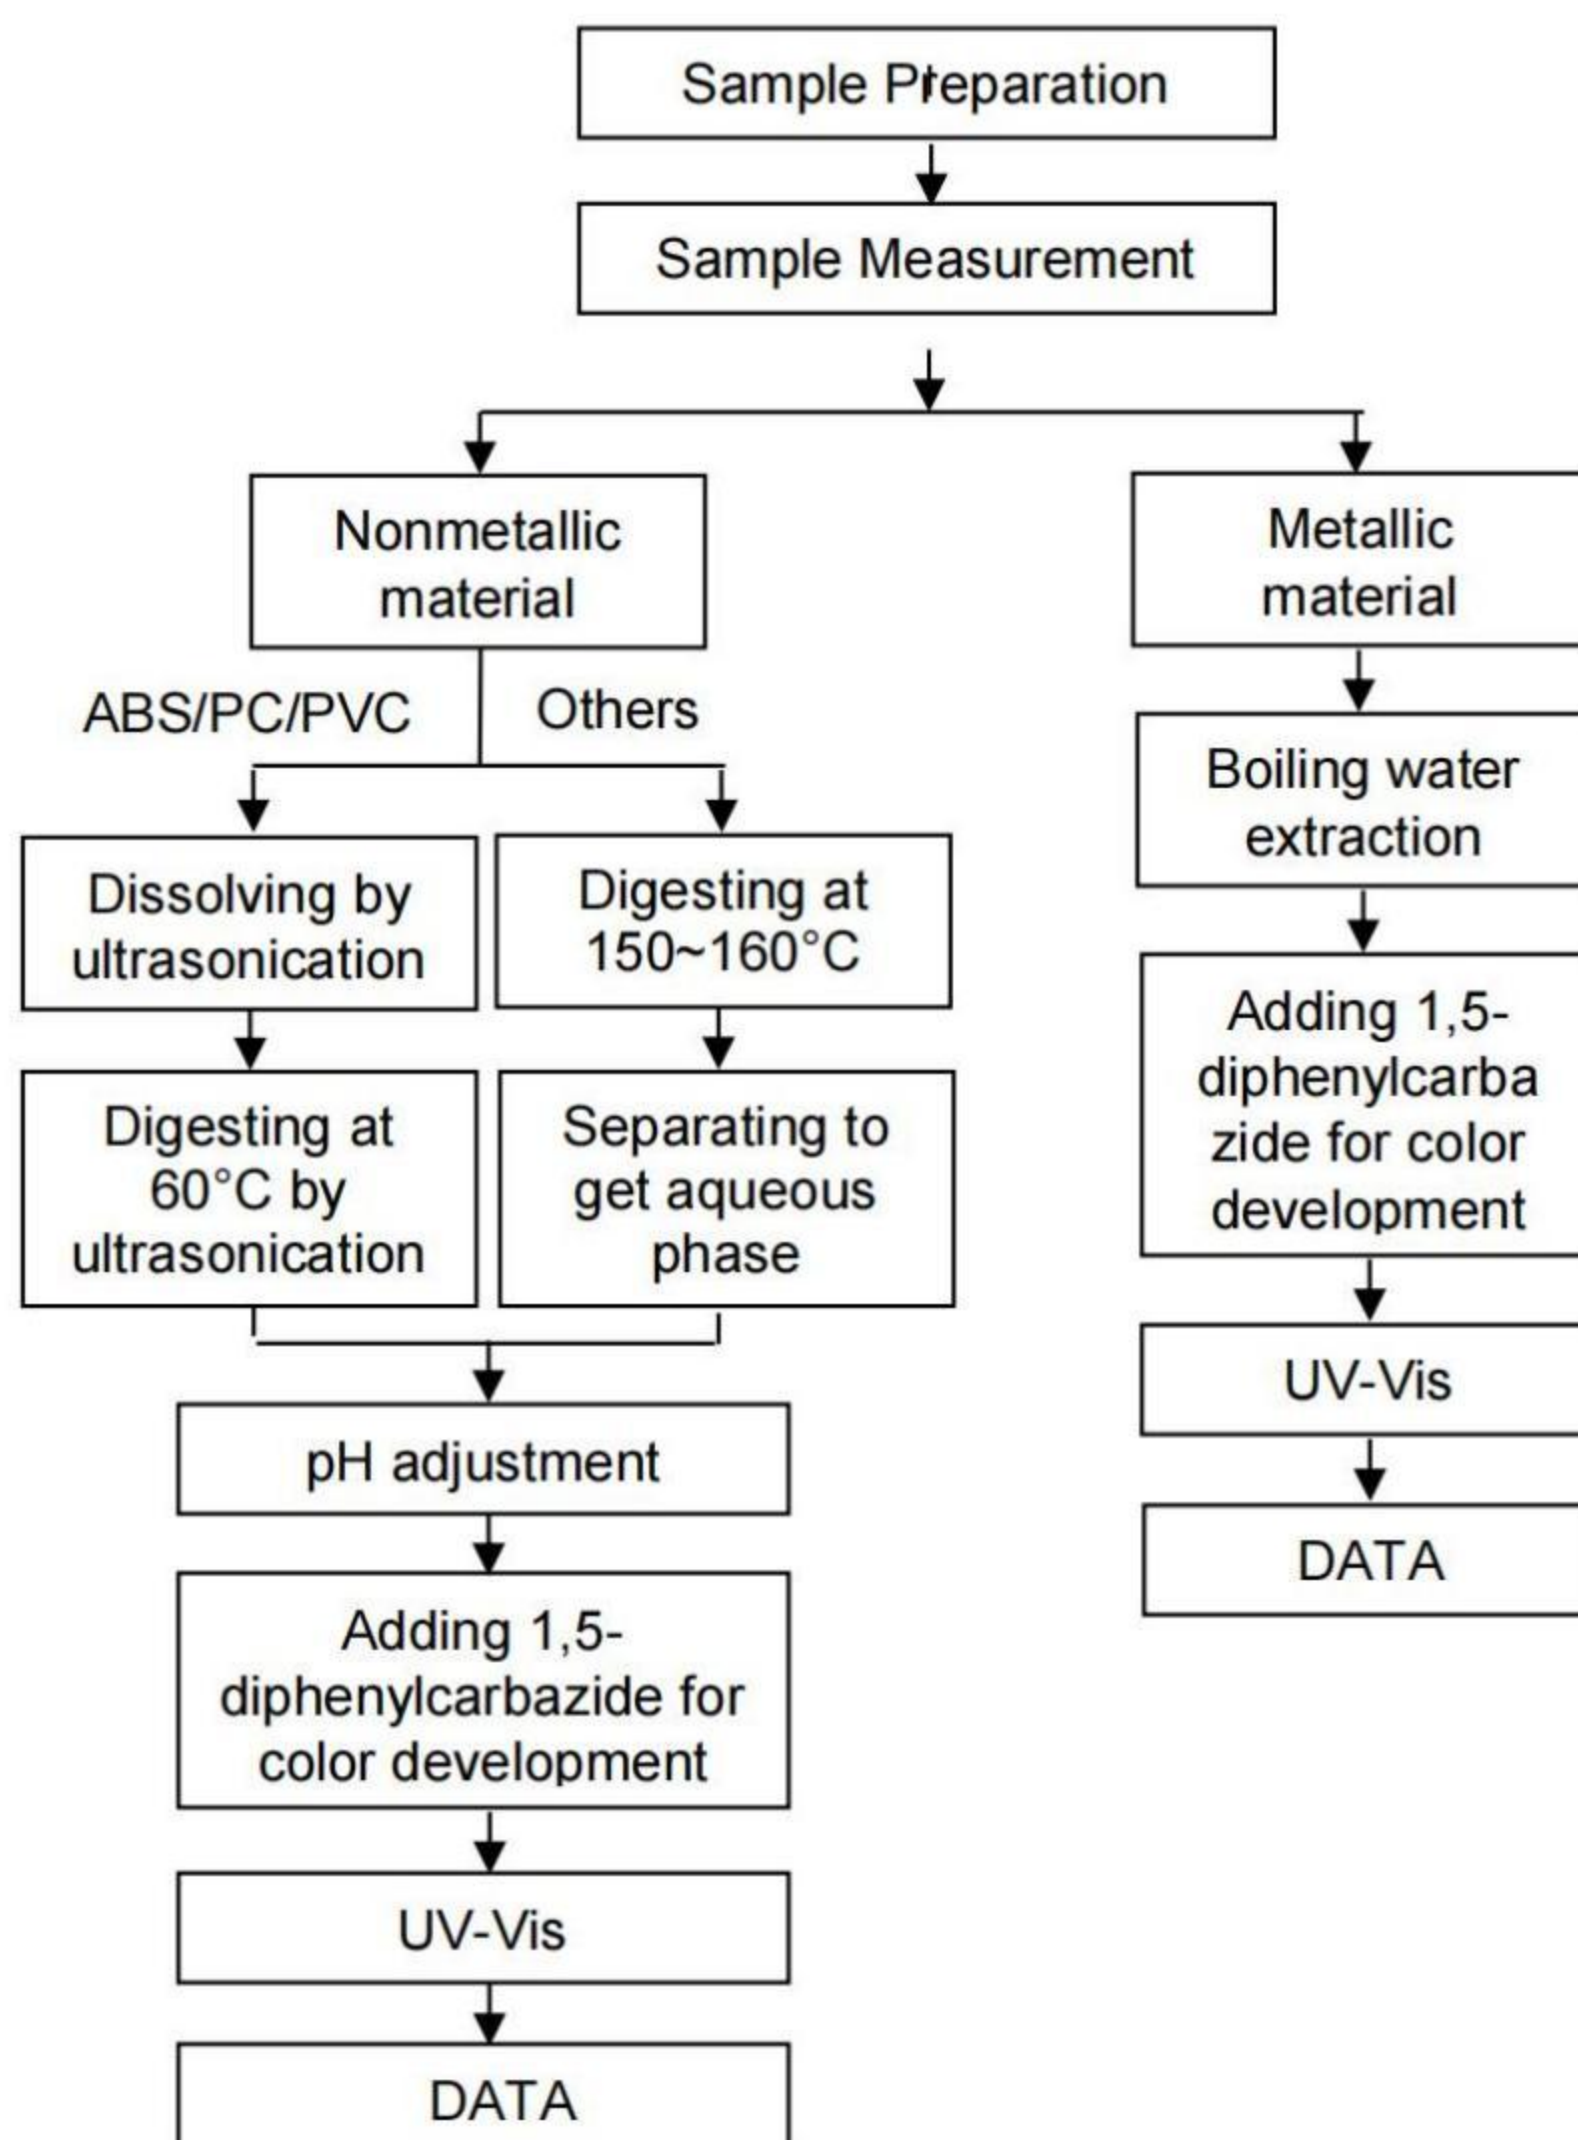 Sample Preparation
Sample Measurement
Nonmetallic
material
Metallic
material
ABS/PC/PVC
Others
Dissolving by
ultrasonication
Digesting at
150~160°C
Boiling water
extraction
Digesting at
60°C by
ultrasonication
Separating to
get aqueous
phase
Adding 1,5-
diphenylcarba
zide for color
development
pH adjustment
UV-Vis
DATA
Adding 1,5-
diphenylcarbazide for
color development
UV-Vis
DATA